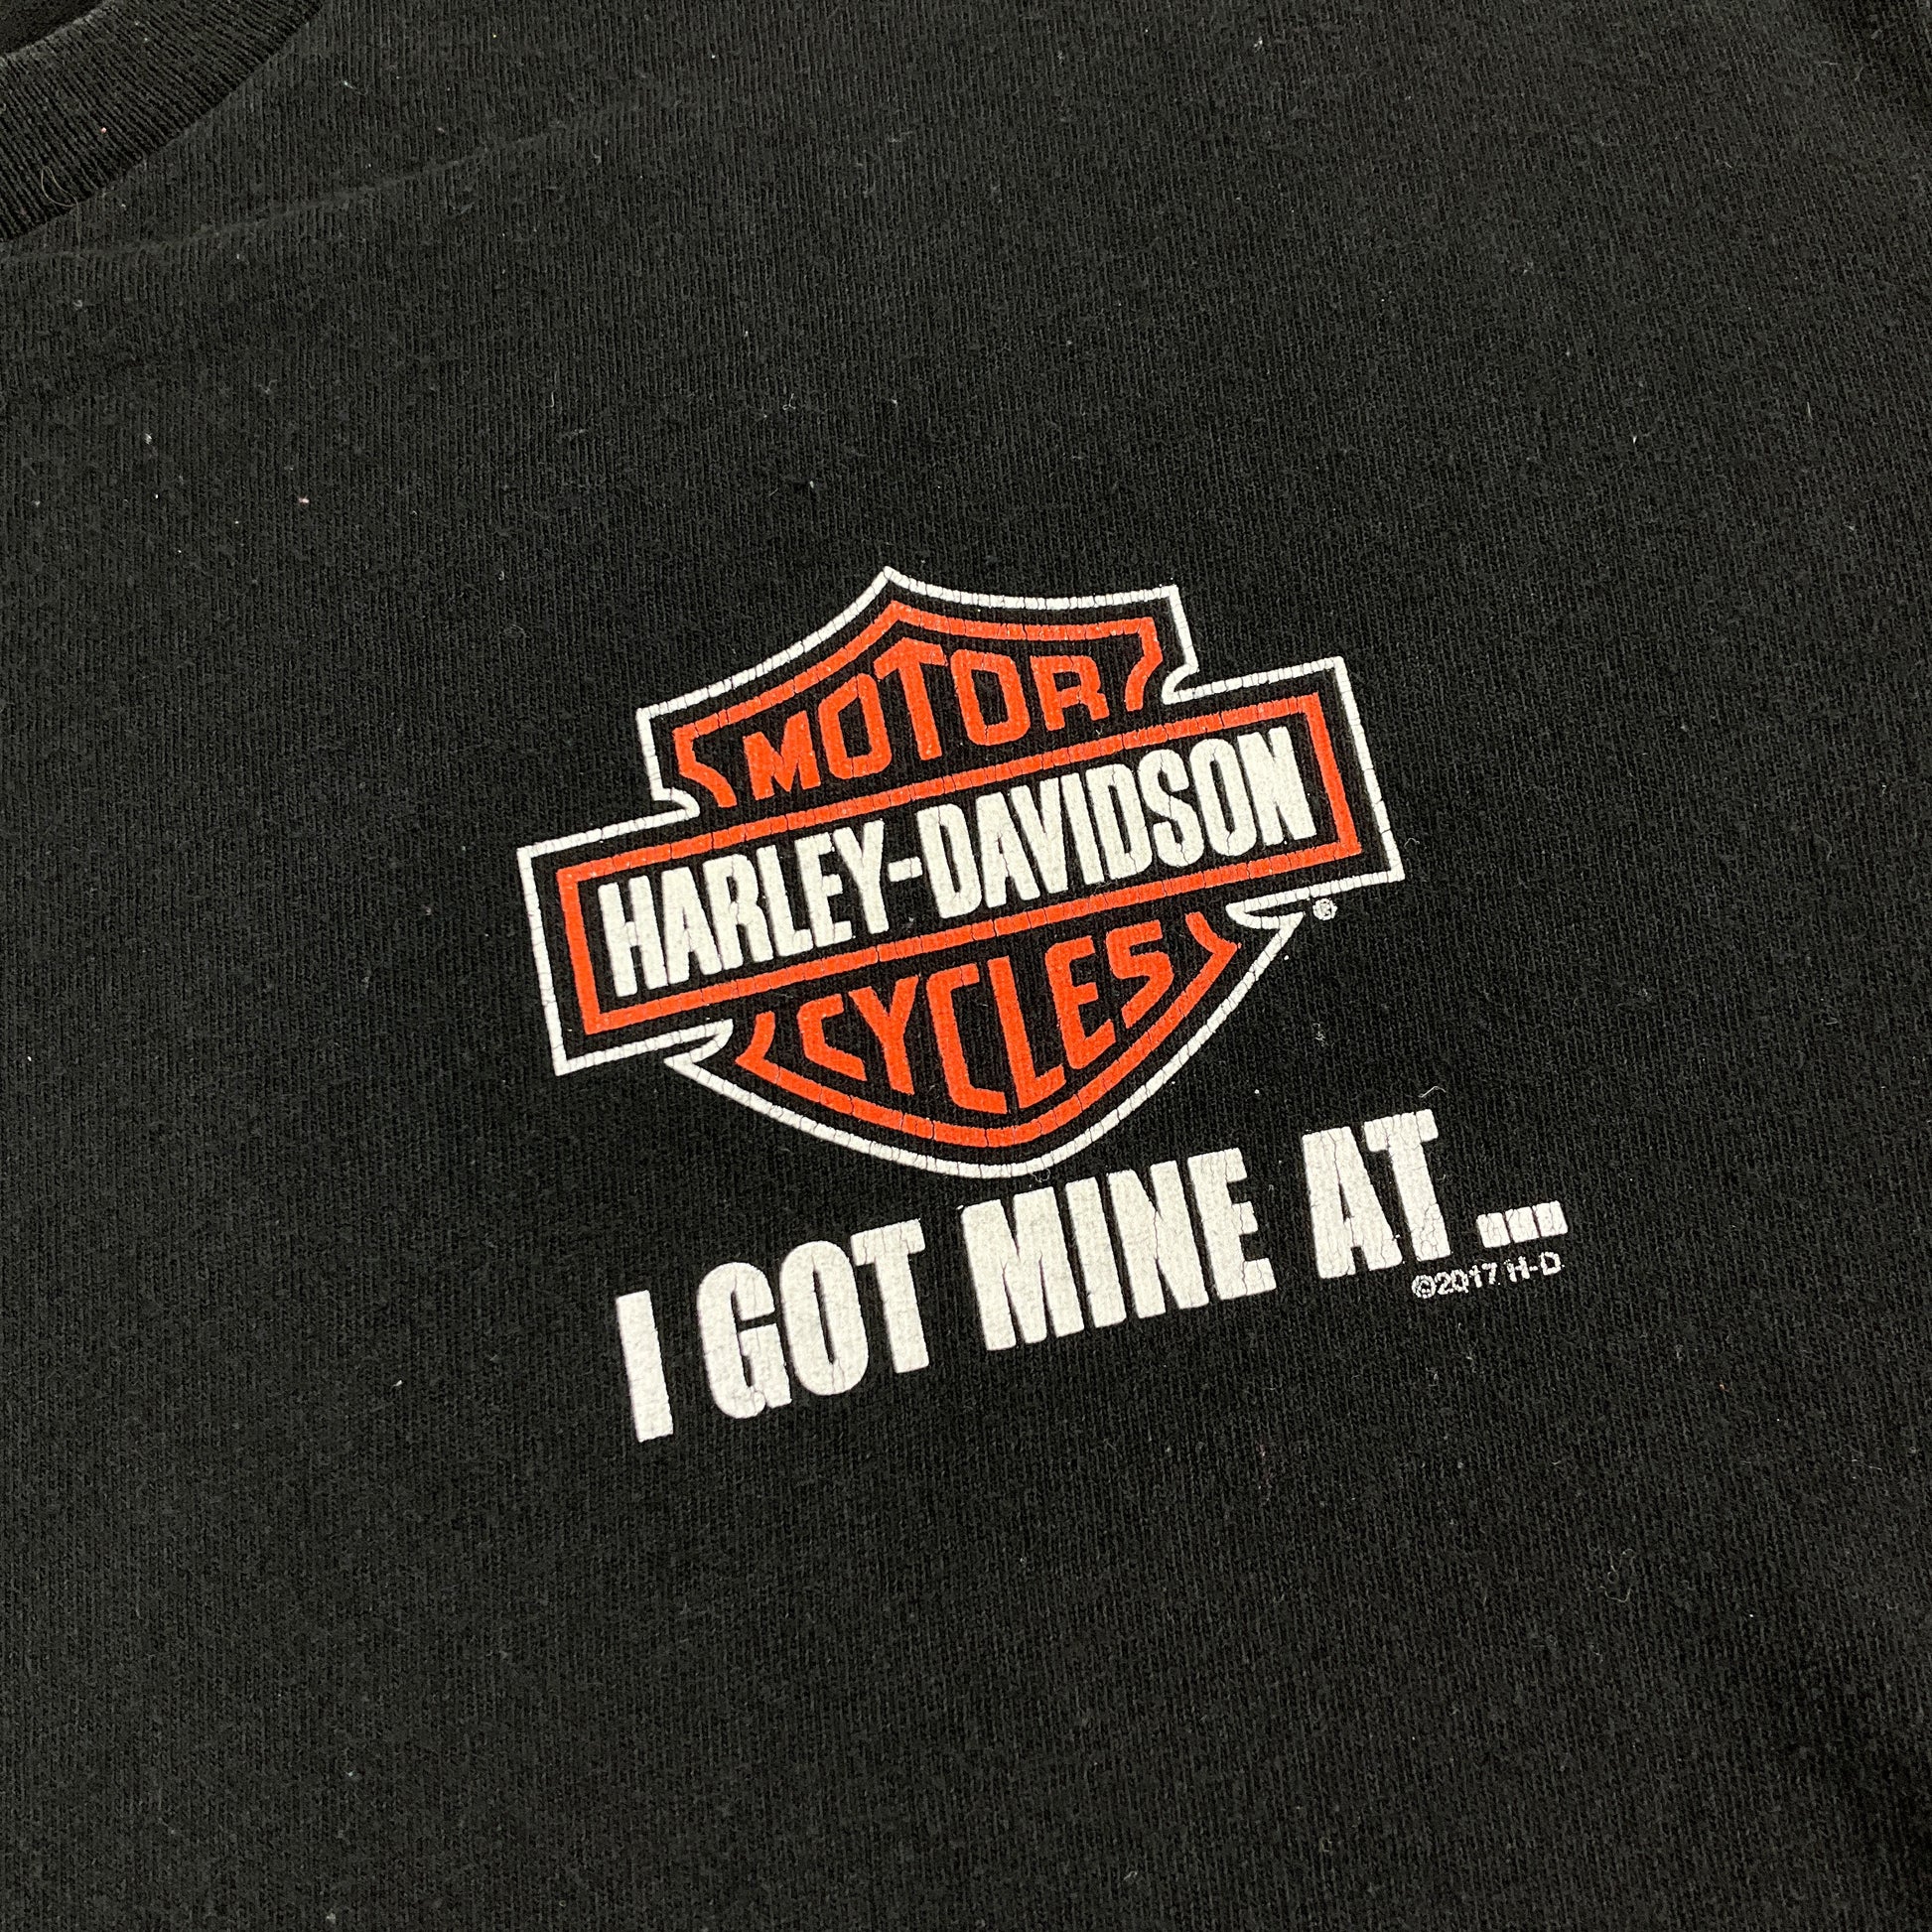 MOTOR
HARLEY-DAVIDSON
®
CYCLES
I GOT MINE AT...
©2017 H-D